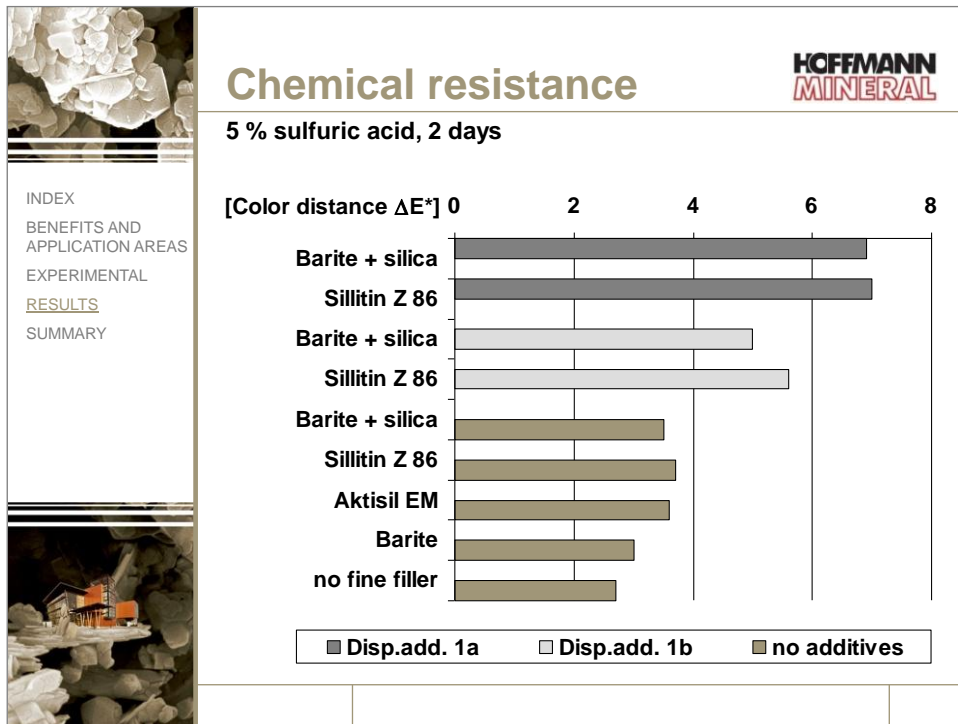 Chemical resistance
HOFFMANN
MINERAL
5 % sulfuric acid, 2 days
INDEX
BENEFITS AND
APPLICATION AREAS
EXPERIMENTAL
RESULTS
SUMMARY
[Color distance ΔE*] 0 2 4 6 8
Barite + silica
Sillitin Z 86
Barite + silica
Sillitin Z 86
Barite + silica
Sillitin Z 86
Aktisil EM
Barite
no fine filler
Disp.add. 1a Disp.add. 1b no additives